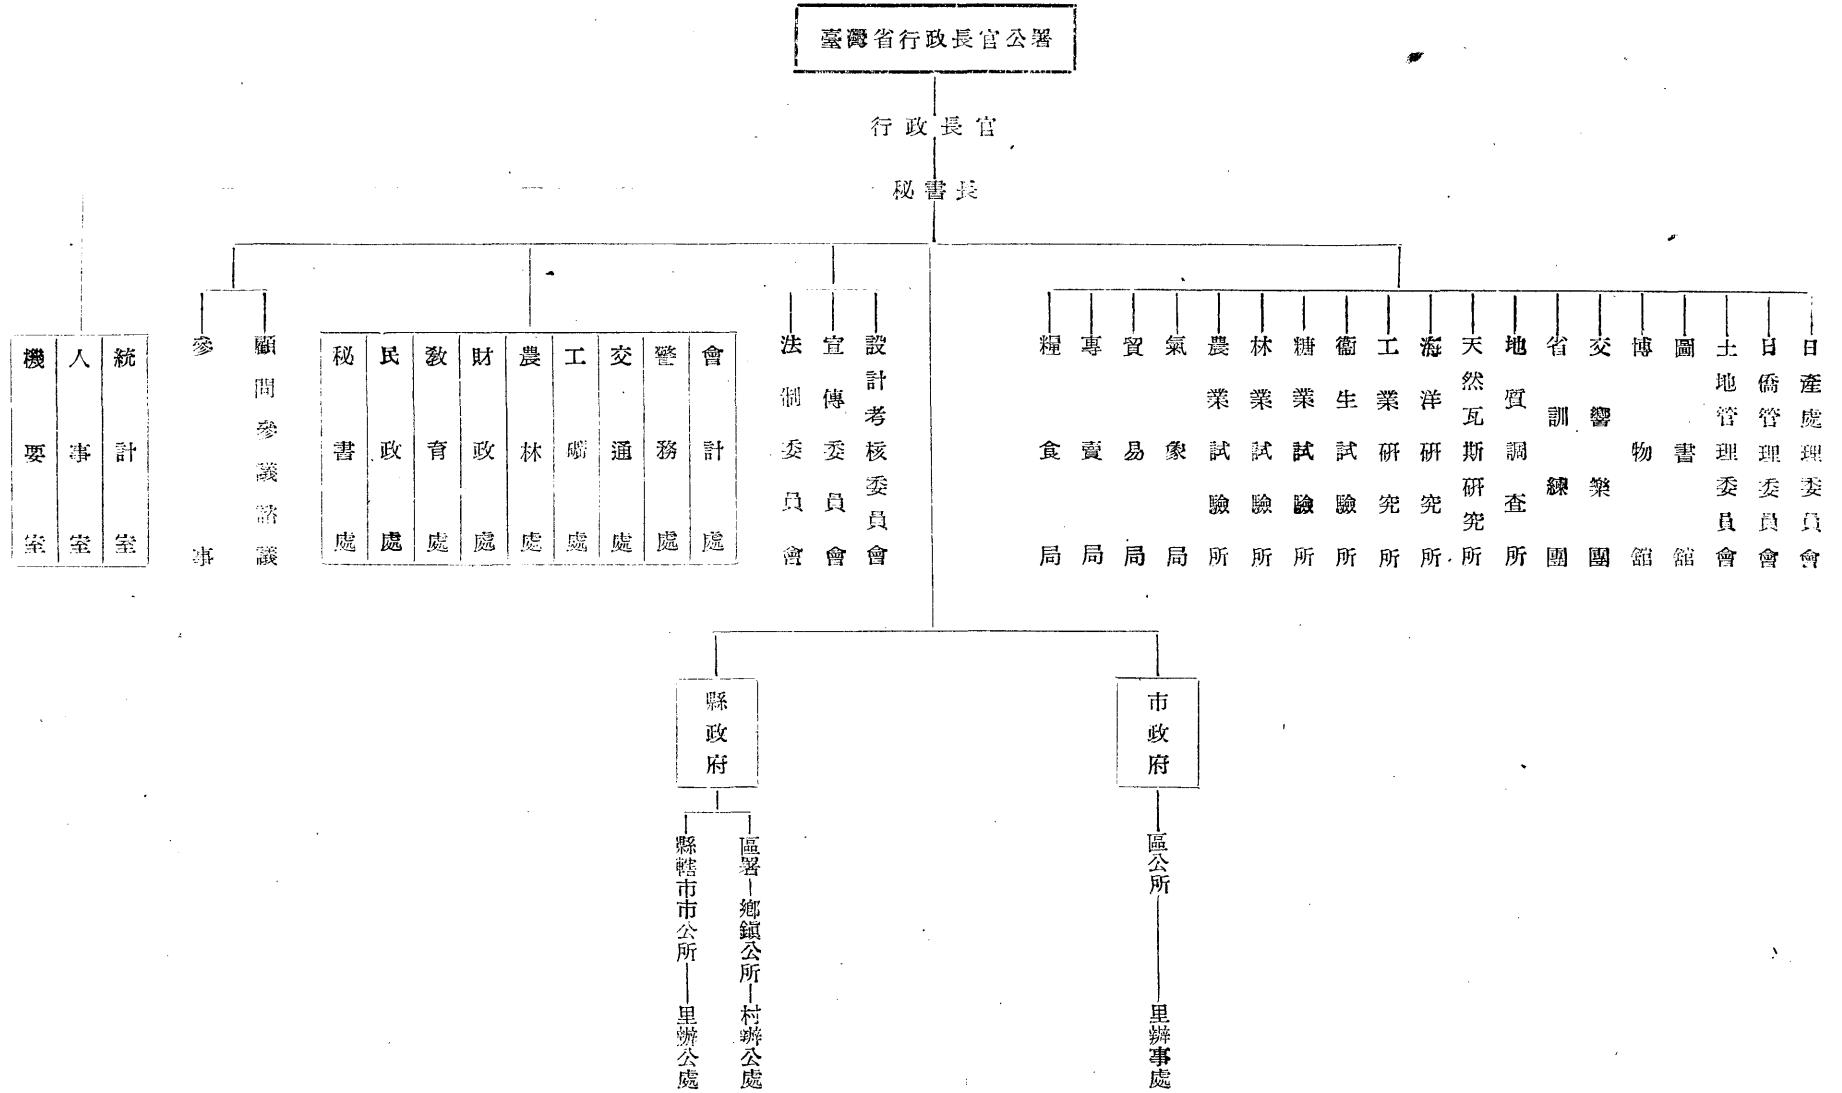 臺灣省行政長官公署
行政長官
秘書長
機要室
人事室
統計室
參事
顧問參議諮議
秘書處
民政處
教育處
財政處
農林處
工礦處
交通處
警務處
會計處
法制委員會
宣傳委員會
設計考核委員會
糧食局
專賣局
貿易局
氣象局
農業試驗所
林業試驗所
糖業試驗所
衞生試驗所
工業硏究所
海洋硏究所
天然瓦斯硏究所
地質調查所
省訓練團
交響樂團
博物館
圖書館
土地管理委員會
日僑管理委員會
日產處理委員會
縣政府
市政府
縣轄市市公所—里辦公處
區署—鄉鎭公所—村辦公處
區公所—里辦事處